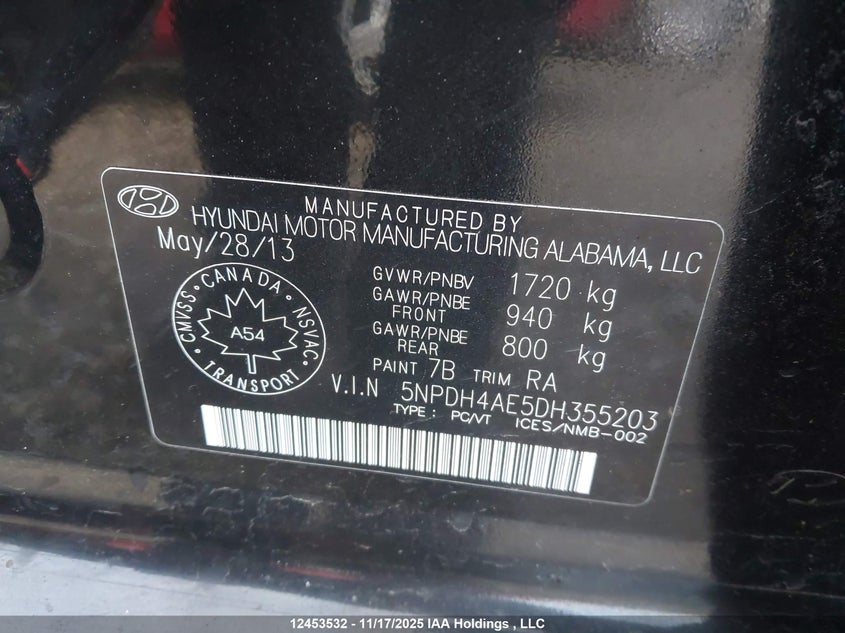 MANUFACTURED BY
HYUNDAI MOTOR MANUFACTURING ALABAMA, LLC
May/28/13
GVWR/PNBV 1720 kg
GAWR/PNBE FRONT 940 kg
GAWR/PNBE REAR 800 kg
PAINT 7B TRIM RA
V.I.N 5NPDH4AE5DH355203
TYPE : PC/VT ICES/NMB-002
CMVSS · CANADA · NSVAC · TRANSPORT ·
A54
12453532 - 11/17/2025 IAA Holdings , LLC